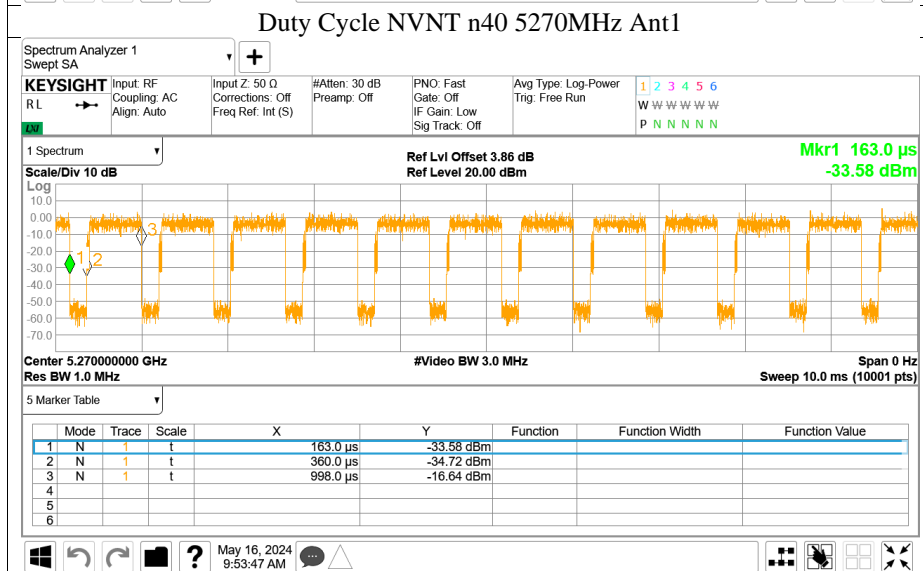 Duty Cycle NVNT n40 5270MHz Ant1
Spectrum Analyzer 1
Swept SA
KEYSIGHT Input: RF Input Z: 50 Ω #Atten: 30 dB PNO: Fast Avg Type: Log-Power 1 2 3 4 5 6
R L Coupling: AC Corrections: Off Preamp: Off Gate: Off Trig: Free Run W W W W W W
Align: Auto Freq Ref: Int (S) IF Gain: Low
LXI Sig Track: Off P N N N N N
1 Spectrum Ref Lvl Offset 3.86 dB Mkr1 163.0 µs
Scale/Div 10 dB Ref Level 20.00 dBm -33.58 dBm
Log
10.0
0.00
-10.0
-20.0
-30.0
-40.0
-50.0
-60.0
-70.0
1 2 3
Center 5.270000000 GHz #Video BW 3.0 MHz Span 0 Hz
Res BW 1.0 MHz Sweep 10.0 ms (10001 pts)
5 Marker Table
Mode Trace Scale X Y Function Function Width Function Value
1 N 1 t 163.0 µs -33.58 dBm
2 N 1 t 360.0 µs -34.72 dBm
3 N 1 t 998.0 µs -16.64 dBm
4
5
6
? May 16, 2024
9:53:47 AM